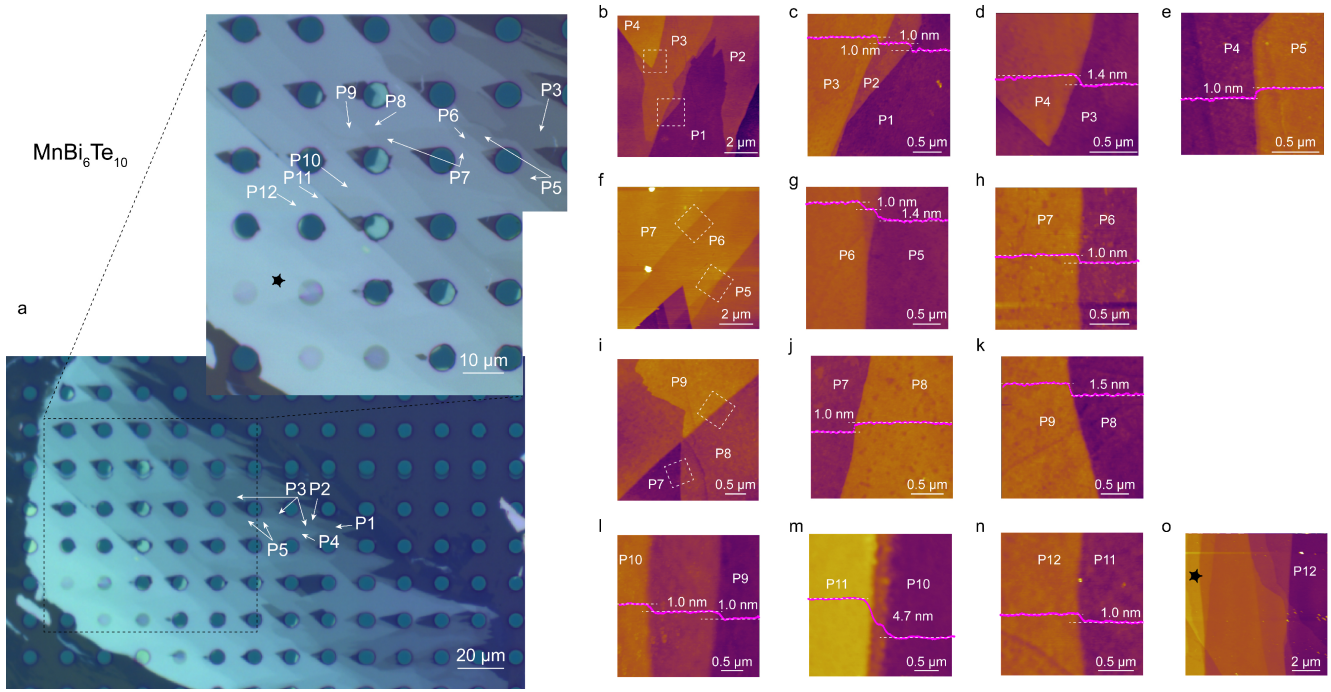 MnBi₆Te₁₀
a
P9
P8
P3
P6
P10
P11
P12
P7
P5
10 µm
P3
P2
P1
P4
P5
20 µm
b
P4
P3
P2
P1
2 µm
c
1.0 nm
1.0 nm
P3
P2
P1
0.5 µm
d
1.4 nm
P4
P3
0.5 µm
e
P4
P5
1.0 nm
0.5 µm
f
P7
P6
P5
2 µm
g
1.0 nm
1.4 nm
P6
P5
0.5 µm
h
P7
P6
1.0 nm
0.5 µm
i
P9
P8
P7
0.5 µm
j
P7
P8
1.0 nm
0.5 µm
k
1.5 nm
P9
P8
0.5 µm
l
P10
P9
1.0 nm
1.0 nm
0.5 µm
m
P11
P10
4.7 nm
0.5 µm
n
P12
P11
1.0 nm
0.5 µm
o
P12
2 µm